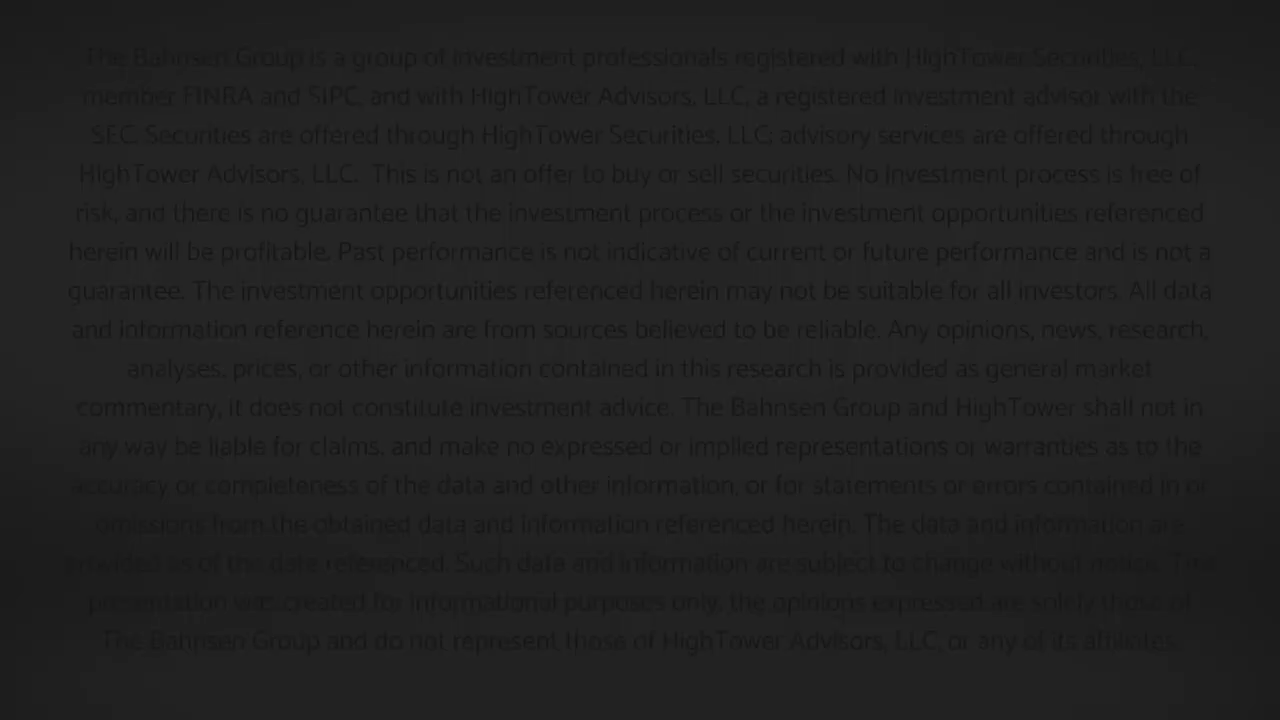 The Bahnsen Group is a group of investment professionals registered with HighTower Securities, LLC,
member FINRA and SIPC, and with HighTower Advisors, LLC, a registered investment advisor with the
SEC. Securities are offered through HighTower Securities, LLC; advisory services are offered through
HighTower Advisors, LLC. This is not an offer to buy or sell securities. No investment process is free of
risk, and there is no guarantee that the investment process or the investment opportunities referenced
herein will be profitable. Past performance is not indicative of current or future performance and is not a
guarantee. The investment opportunities referenced herein may not be suitable for all investors. All data
and information reference herein are from sources believed to be reliable. Any opinions, news, research,
analyses, prices, or other information contained in this research is provided as general market
commentary, it does not constitute investment advice. The Bahnsen Group and HighTower shall not in
any way be liable for claims, and make no expressed or implied representations or warranties as to the
accuracy or completeness of the data and other information, or for statements or errors contained in or
omissions from the obtained data and information referenced herein. The data and information are
provided as of the date referenced. Such data and information are subject to change without notice. This
presentation was created for informational purposes only, the opinions expressed are solely those of
The Bahnsen Group and do not represent those of HighTower Advisors, LLC, or any of its affiliates.